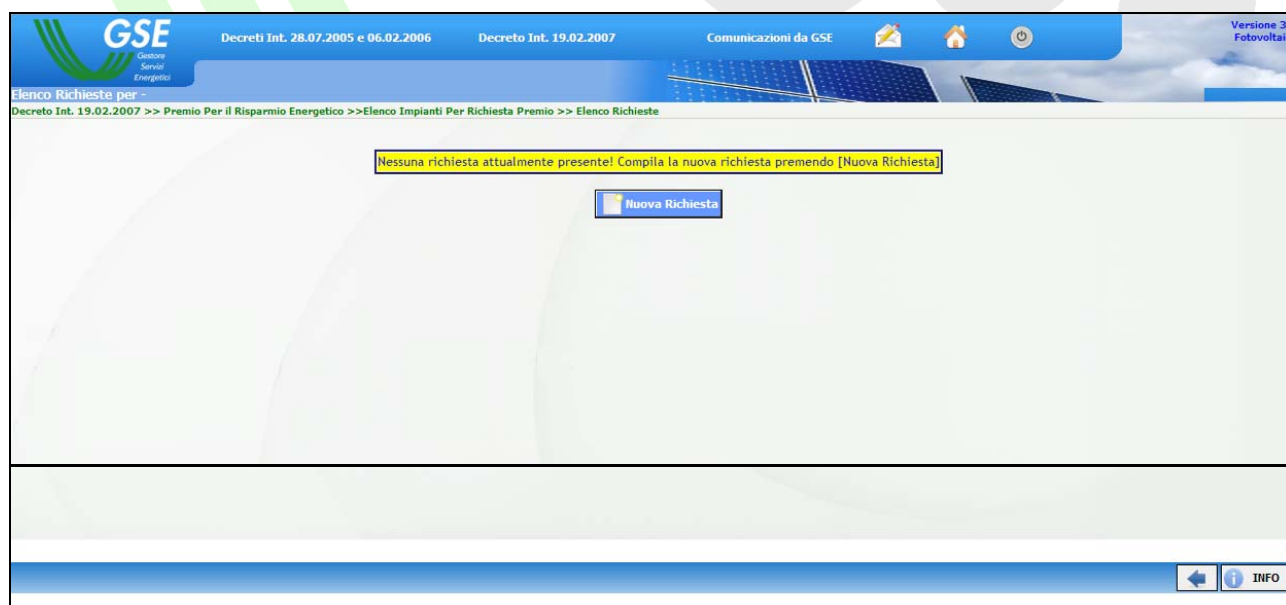 GSE
Gestore
Servizi
Energetici
Decreti Int. 28.07.2005 e 06.02.2006
Decreto Int. 19.02.2007
Comunicazioni da GSE
Versione 3
Fotovoltai
Elenco Richieste per -
Decreto Int. 19.02.2007 >> Premio Per il Risparmio Energetico >>Elenco Impianti Per Richiesta Premio >> Elenco Richieste
Nessuna richiesta attualmente presente! Compila la nuova richiesta premendo [Nuova Richiesta]
Nuova Richiesta
INFO